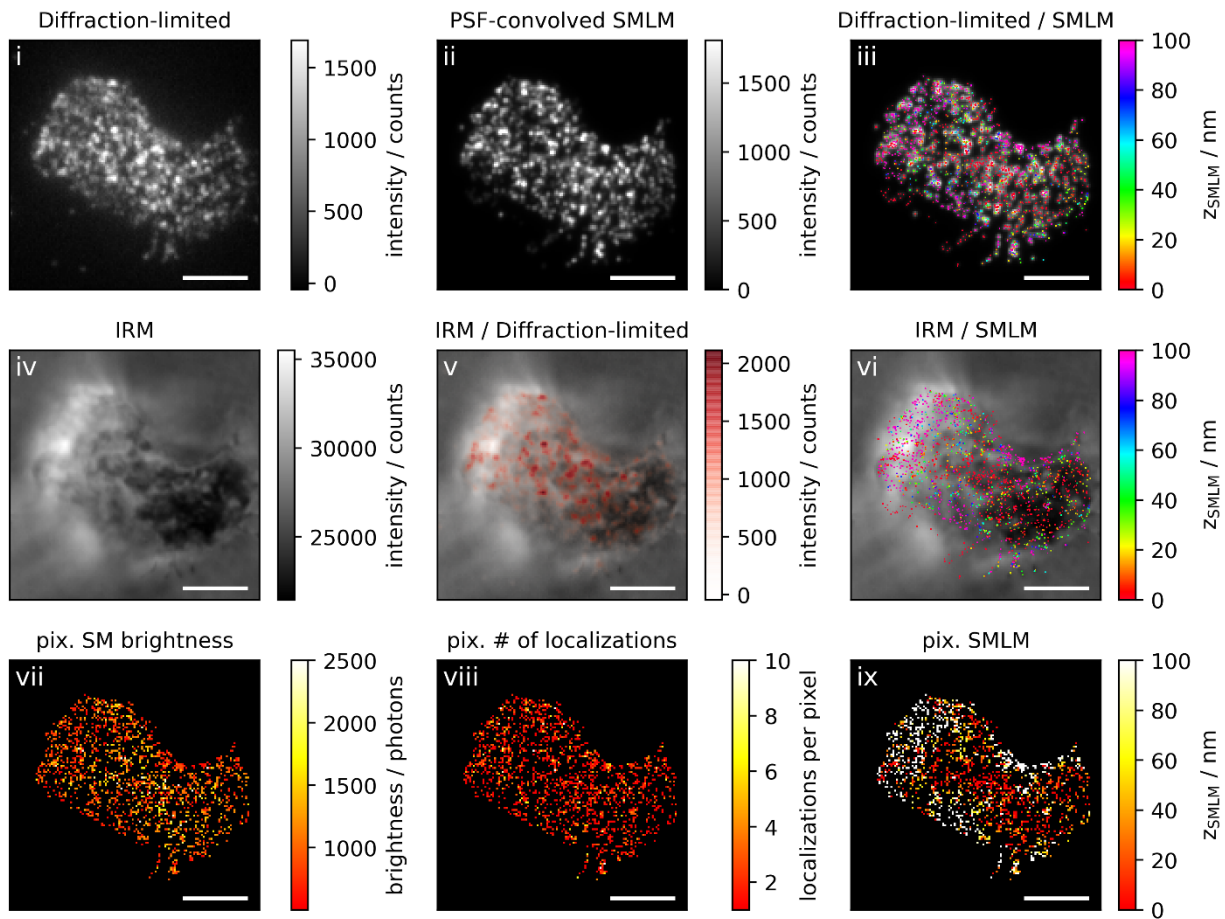 Diffraction-limited
PSF-convolved SMLM
Diffraction-limited / SMLM
i
1500
1000
500
0
intensity / counts
ii
1500
1000
500
0
intensity / counts
iii
100
80
60
40
20
0
zSMLM / nm
IRM
IRM / Diffraction-limited
IRM / SMLM
iv
35000
30000
25000
intensity / counts
v
2000
1500
1000
500
0
intensity / counts
vi
100
80
60
40
20
0
zSMLM / nm
pix. SM brightness
pix. # of localizations
pix. SMLM
vii
2500
2000
1500
1000
brightness / photons
viii
10
8
6
4
2
localizations per pixel
ix
100
80
60
40
20
0
zSMLM / nm